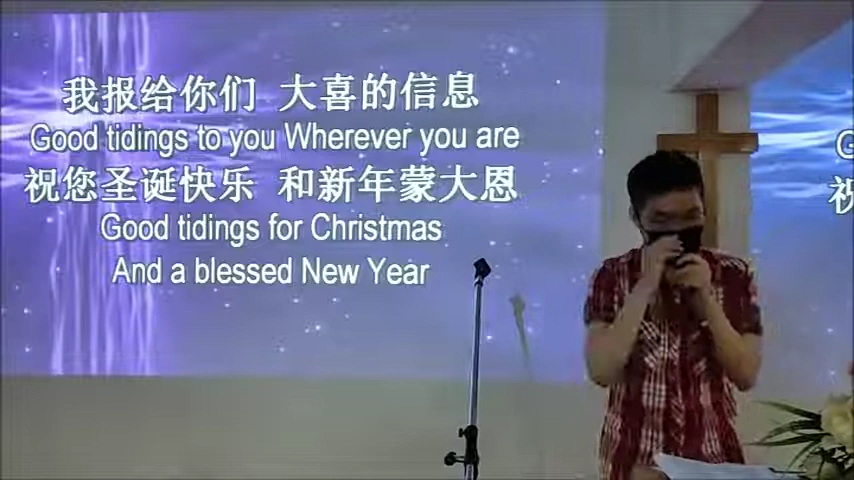 我报给你们 大喜的信息
Good tidings to you Wherever you are
祝您圣诞快乐 和新年蒙大恩
Good tidings for Christmas
And a blessed New Year
G
祝